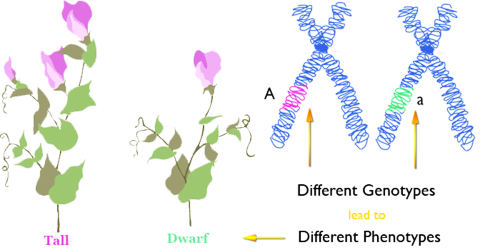 A
a
Different Genotypes
lead to
Different Phenotypes
Tall
Dwarf